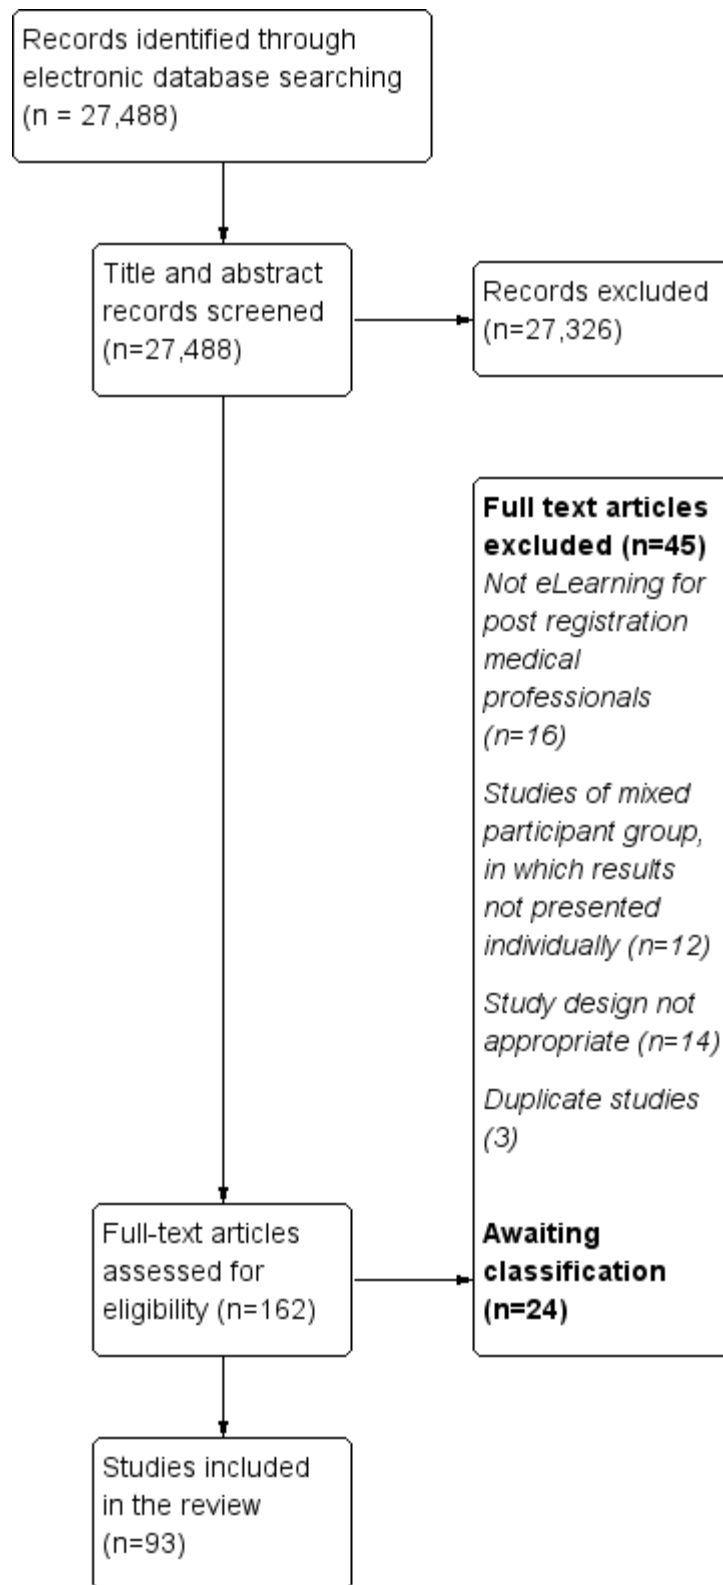 Records identified through
electronic database searching
(n = 27,488)
Title and abstract
records screened
(n=27,488)
Records excluded
(n=27,326)
Full text articles
excluded (n=45)
Not eLearning for
post registration
medical
professionals
(n=16)
Studies of mixed
participant group,
in which results
not presented
individually (n=12)
Study design not
appropriate (n=14)
Duplicate studies
(3)
Awaiting
classification
(n=24)
Full-text articles
assessed for
eligibility (n=162)
Studies included
in the review
(n=93)